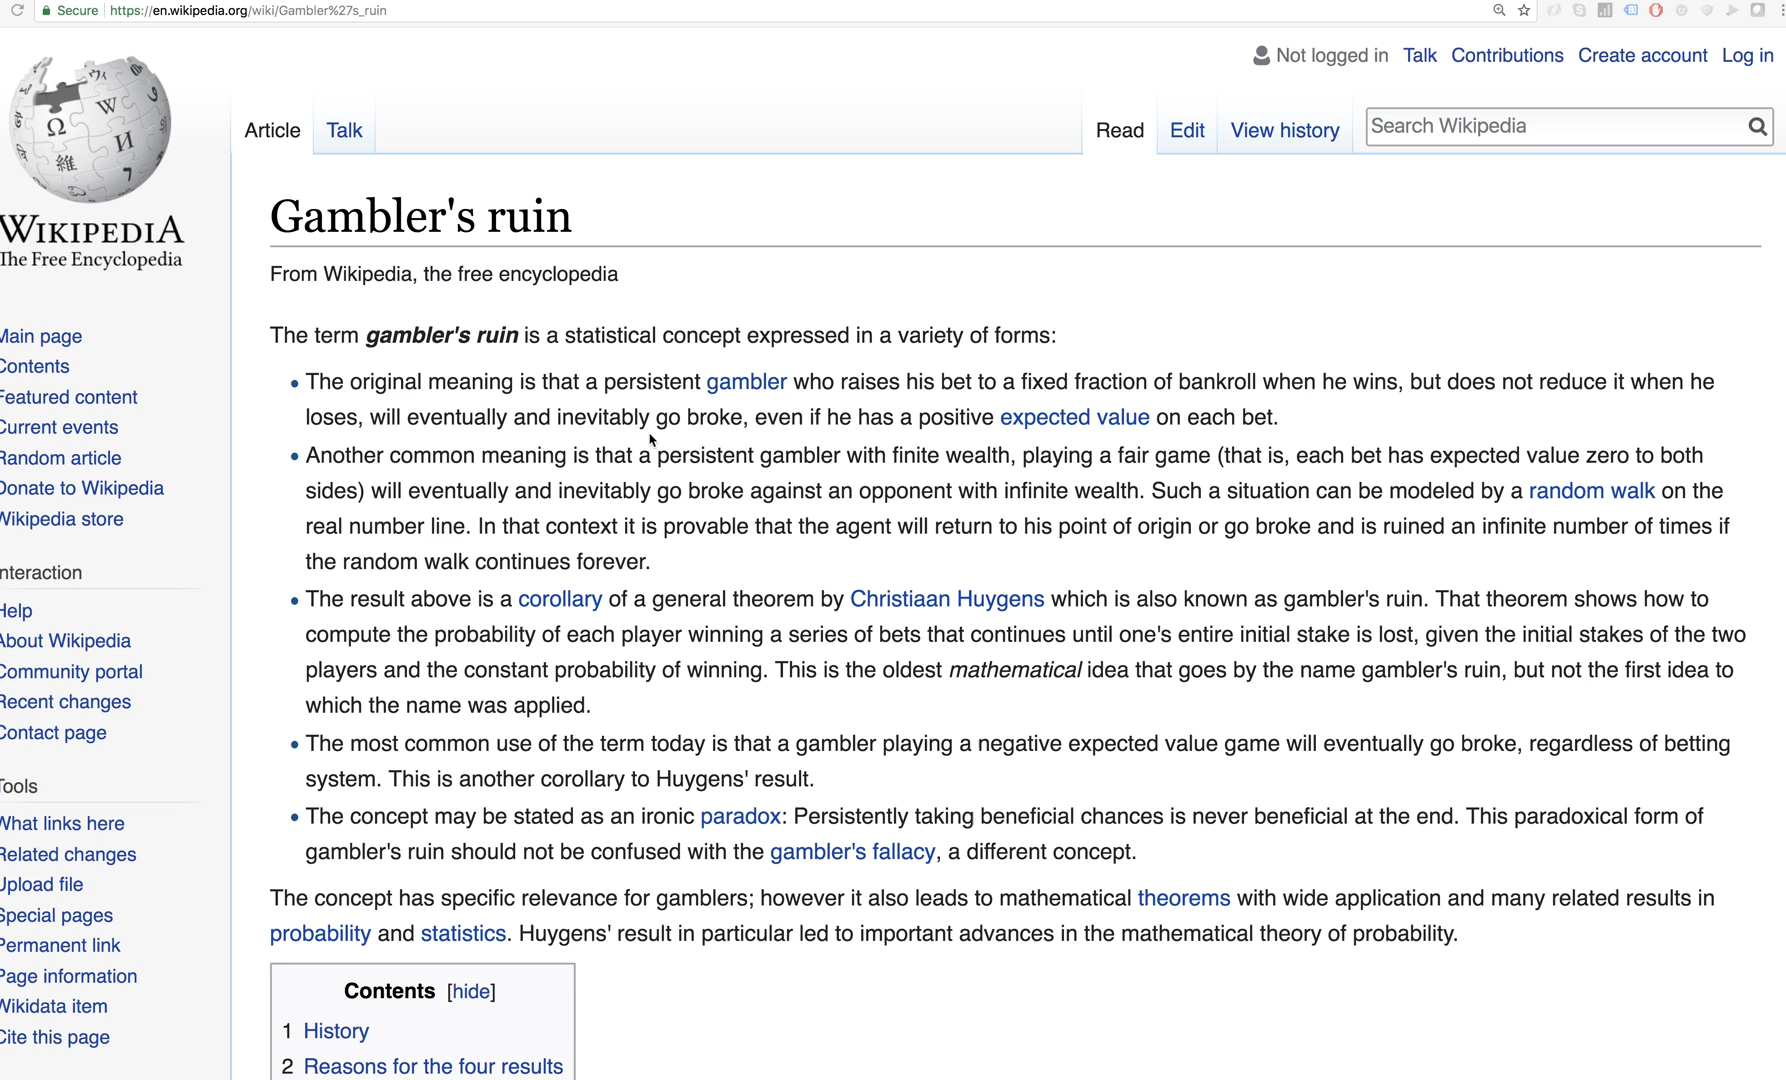 Secure https://en.wikipedia.org/wiki/Gambler%27s_ruin
Not logged in Talk Contributions Create account Log in
Article Talk Read Edit View history Search Wikipedia
WIKIPEDIA
The Free Encyclopedia
Main page
Contents
Featured content
Current events
Random article
Donate to Wikipedia
Wikipedia store
Interaction
Help
About Wikipedia
Community portal
Recent changes
Contact page
Tools
What links here
Related changes
Upload file
Special pages
Permanent link
Page information
Wikidata item
Cite this page
Gambler's ruin
From Wikipedia, the free encyclopedia
The term gambler's ruin is a statistical concept expressed in a variety of forms:
• The original meaning is that a persistent gambler who raises his bet to a fixed fraction of bankroll when he wins, but does not reduce it when he
loses, will eventually and inevitably go broke, even if he has a positive expected value on each bet.
• Another common meaning is that a persistent gambler with finite wealth, playing a fair game (that is, each bet has expected value zero to both
sides) will eventually and inevitably go broke against an opponent with infinite wealth. Such a situation can be modeled by a random walk on the
real number line. In that context it is provable that the agent will return to his point of origin or go broke and is ruined an infinite number of times if
the random walk continues forever.
• The result above is a corollary of a general theorem by Christiaan Huygens which is also known as gambler's ruin. That theorem shows how to
compute the probability of each player winning a series of bets that continues until one's entire initial stake is lost, given the initial stakes of the two
players and the constant probability of winning. This is the oldest mathematical idea that goes by the name gambler's ruin, but not the first idea to
which the name was applied.
• The most common use of the term today is that a gambler playing a negative expected value game will eventually go broke, regardless of betting
system. This is another corollary to Huygens' result.
• The concept may be stated as an ironic paradox: Persistently taking beneficial chances is never beneficial at the end. This paradoxical form of
gambler's ruin should not be confused with the gambler's fallacy, a different concept.
The concept has specific relevance for gamblers; however it also leads to mathematical theorems with wide application and many related results in
probability and statistics. Huygens' result in particular led to important advances in the mathematical theory of probability.
Contents [hide]
1 History
2 Reasons for the four results